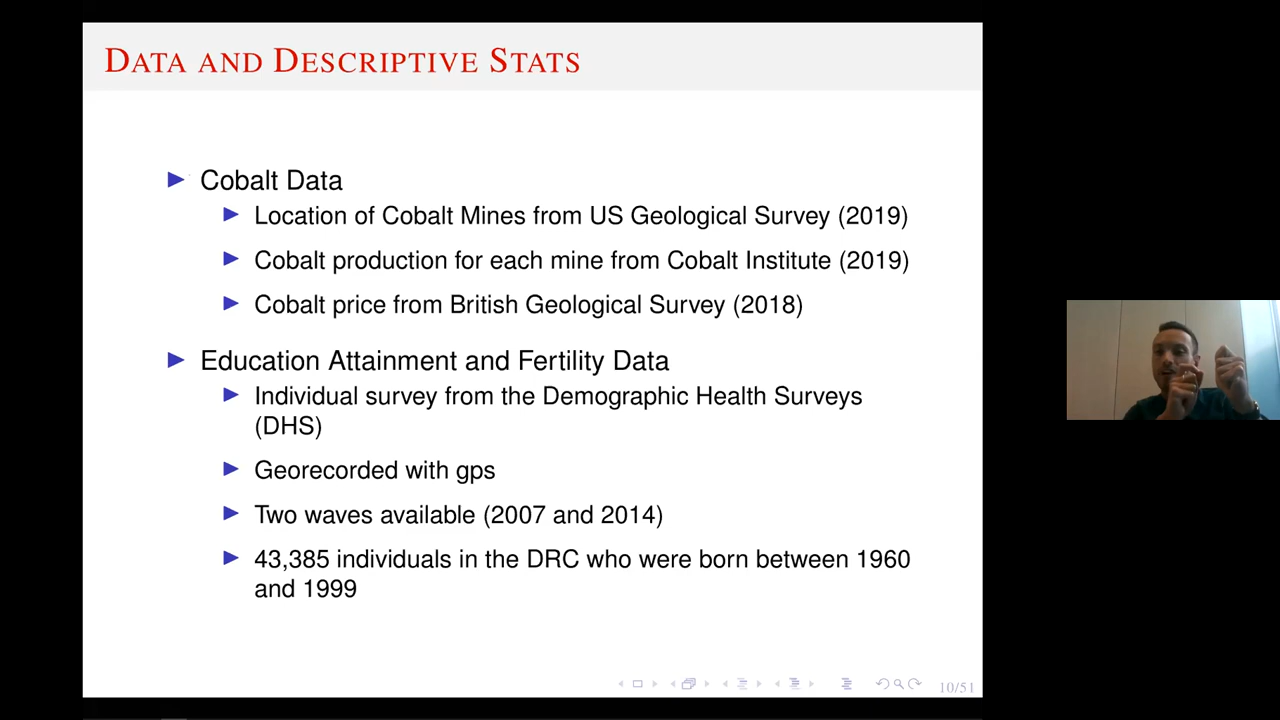 DATA AND DESCRIPTIVE STATS
Cobalt Data
Location of Cobalt Mines from US Geological Survey (2019)
Cobalt production for each mine from Cobalt Institute (2019)
Cobalt price from British Geological Survey (2018)
Education Attainment and Fertility Data
Individual survey from the Demographic Health Surveys
(DHS)
Georecorded with gps
Two waves available (2007 and 2014)
43,385 individuals in the DRC who were born between 1960
and 1999
10/51